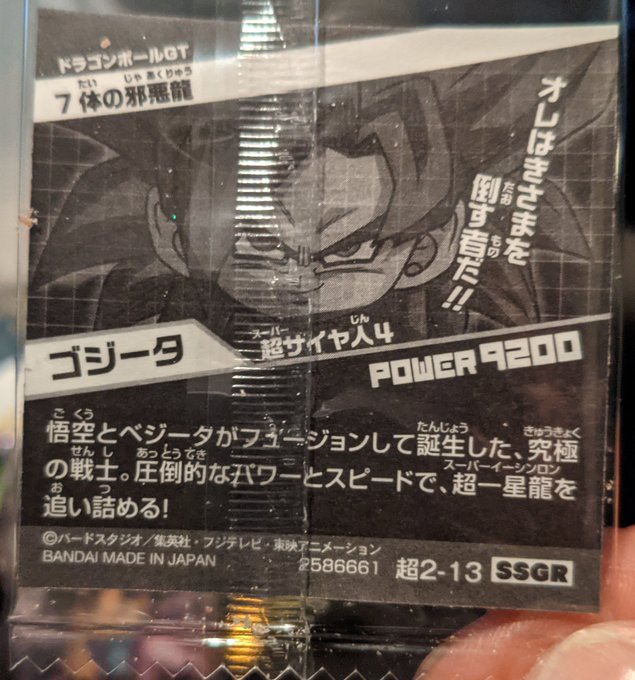 ドラゴンボールGT
7体の邪悪龍
オレはきさまを
倒す者だ!!
ゴジータ
超サイヤ人4
POWER 9200
悟空とベジータがフュージョンして誕生した、究極
の戦士。圧倒的なパワーとスピードで、超一星龍を
追い詰める!
©バードスタジオ/集英社・フジテレビ・東映アニメーション
BANDAI MADE IN JAPAN
2586661 超2-13 SSGR